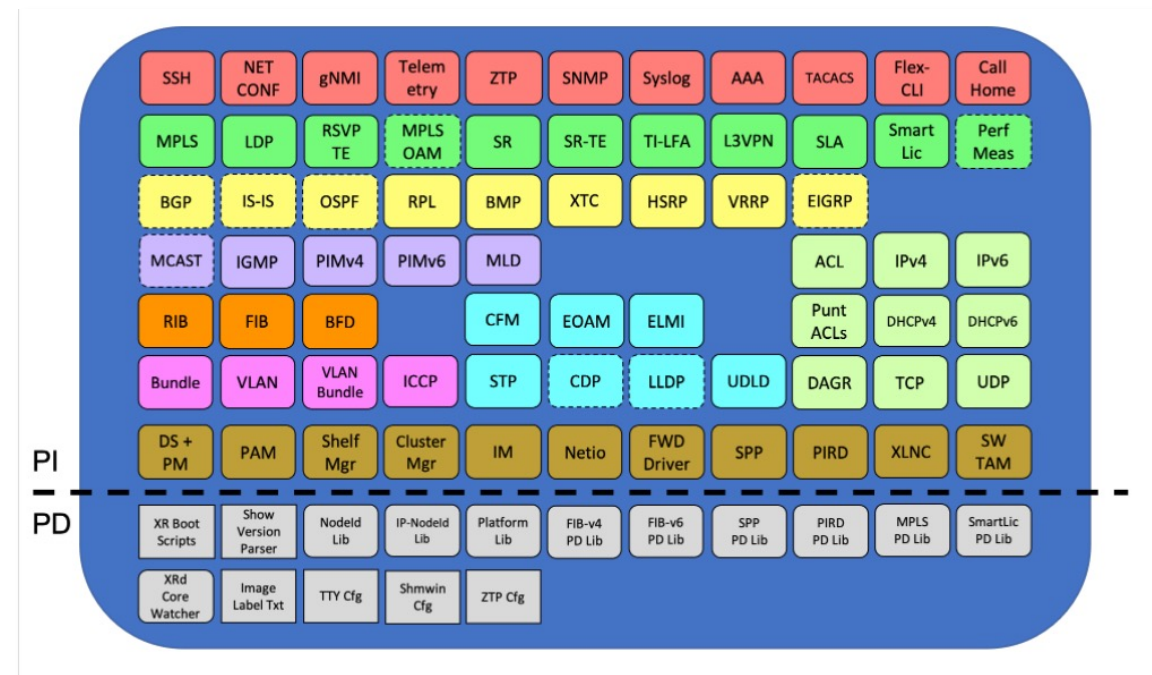 SSH
NET
CONF
gNMI
Telem
etry
ZTP
SNMP
Syslog
AAA
TACACS
Flex-
CLI
Call
Home
MPLS
LDP
RSVP
TE
MPLS
OAM
SR
SR-TE
TI-LFA
L3VPN
SLA
Smart
Lic
Perf
Meas
BGP
IS-IS
OSPF
RPL
BMP
XTC
HSRP
VRRP
EIGRP
MCAST
IGMP
PIMv4
PIMv6
MLD
ACL
IPv4
IPv6
RIB
FIB
BFD
CFM
EOAM
ELMI
Punt
ACLs
DHCPv4
DHCPv6
Bundle
VLAN
VLAN
Bundle
ICCP
STP
CDP
LLDP
UDLD
DAGR
TCP
UDP
DS +
PM
PAM
Shelf
Mgr
Cluster
Mgr
IM
Netio
FWD
Driver
SPP
PIRD
XLNC
SW
TAM
PI
PD
XR Boot
Scripts
Show
Version
Parser
NodeId
Lib
IP-NodeId
Lib
Platform
Lib
FIB-v4
PD Lib
FIB-v6
PD Lib
SPP
PD Lib
PIRD
PD Lib
MPLS
PD Lib
SmartLic
PD Lib
XRd
Core
Watcher
Image
Label Txt
TTY Cfg
Shmwin
Cfg
ZTP Cfg